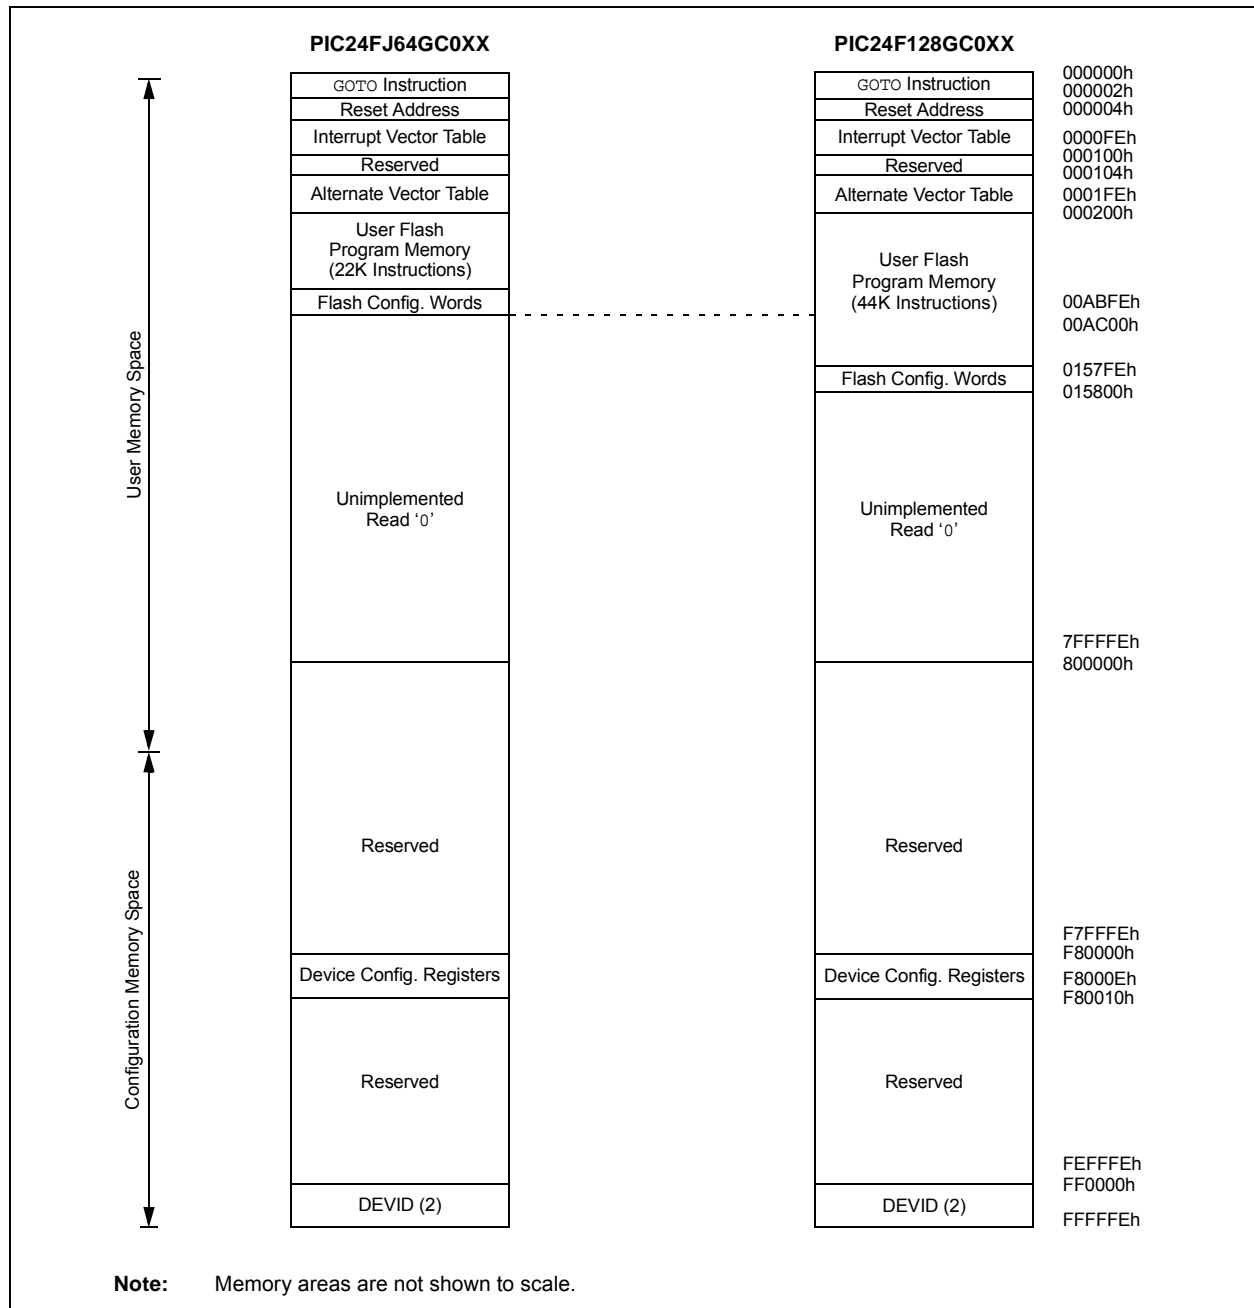 PIC24FJ64GC0XX
GOTO Instruction
Reset Address
Interrupt Vector Table
Reserved
Alternate Vector Table
User Flash
Program Memory
(22K Instructions)
Flash Config. Words
Unimplemented
Read ‘0’
Reserved
Device Config. Registers
Reserved
DEVID (2)
PIC24F128GC0XX
GOTO Instruction
Reset Address
Interrupt Vector Table
Reserved
Alternate Vector Table
User Flash
Program Memory
(44K Instructions)
Flash Config. Words
Unimplemented
Read ‘0’
Reserved
Device Config. Registers
Reserved
DEVID (2)
000000h
000002h
000004h
0000FEh
000100h
000104h
0001FEh
000200h
00ABFEh
00AC00h
0157FEh
015800h
7FFFFEh
800000h
F7FFFEh
F80000h
F8000Eh
F80010h
FEFFFEh
FF0000h
FFFFFEh
User Memory Space
Configuration Memory Space
Note: Memory areas are not shown to scale.